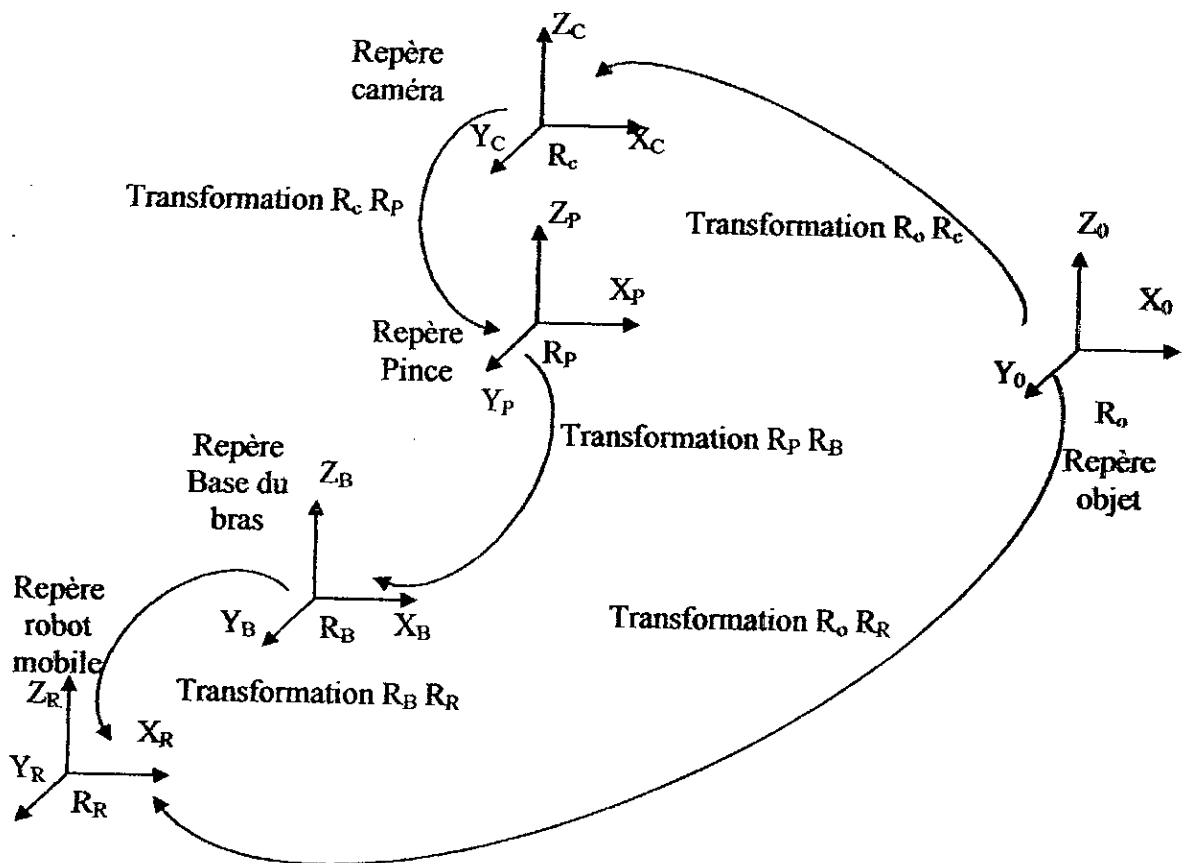 Z_C
Repère
caméra
Y_C
X_C
R_c
Transformation R_c R_P
Z_P
Transformation R_o R_c
Z_0
X_P
X_0
Repère
Pince
R_P
Y_P
Y_0
R_o
Repère
objet
Transformation R_P R_B
Repère
Base du
bras
Z_B
Y_B
R_B
X_B
Transformation R_o R_R
Repère
robot
mobile
Z_R
Transformation R_B R_R
X_R
Y_R
R_R